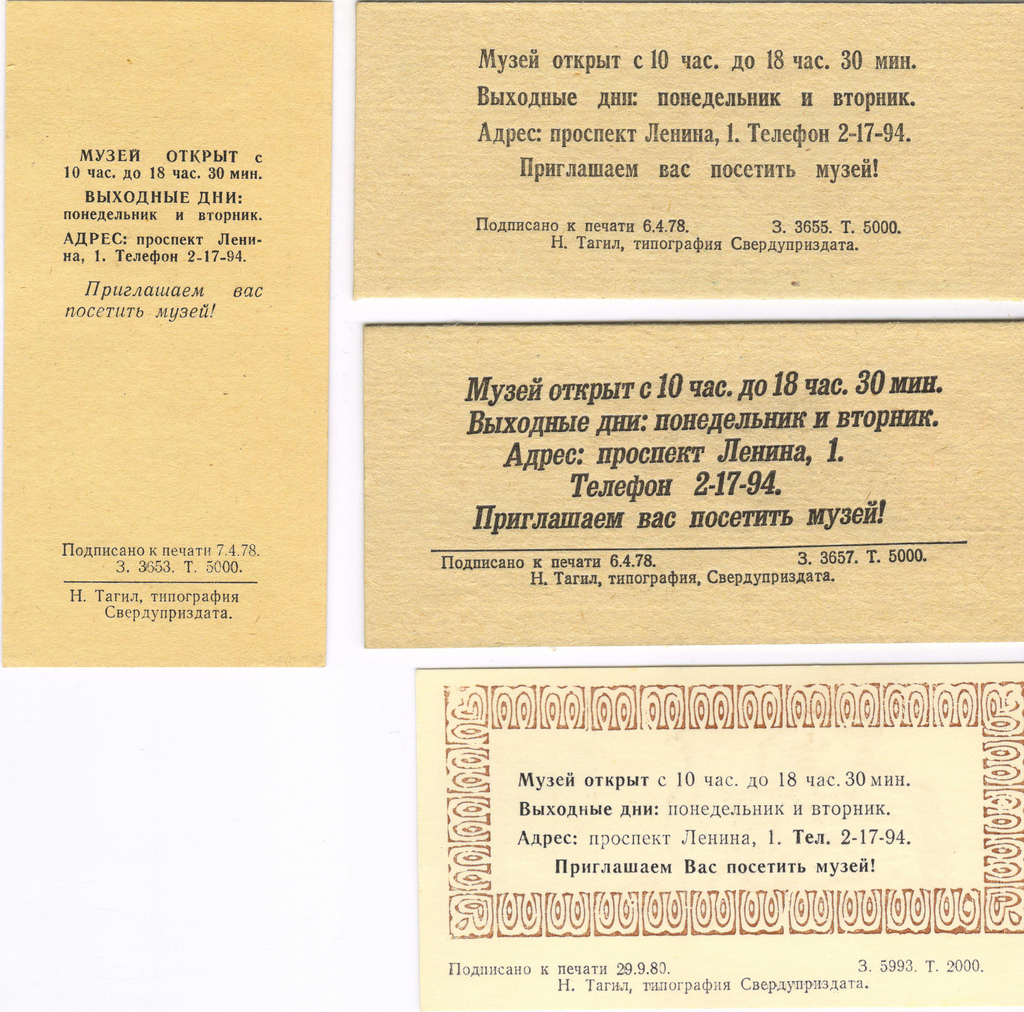 МУЗЕЙ ОТКРЫТ с
10 час. до 18 час. 30 мин.
ВЫХОДНЫЕ ДНИ:
понедельник и вторник.
АДРЕС: проспект Лени-
на, 1. Телефон 2-17-94.
Приглашаем вас
посетить музей!
Подписано к печати 7.4.78.
З. 3653. Т. 5000.
Н. Тагил, типография
Свердуприздата.
Музей открыт с 10 час. до 18 час. 30 мин.
Выходные дни: понедельник и вторник.
Адрес: проспект Ленина, 1. Телефон 2-17-94.
Приглашаем вас посетить музей!
Подписано к печати 6.4.78. З. 3655. Т. 5000.
Н. Тагил, типография Свердуприздата.
Музей открыт с 10 час. до 18 час. 30 мин.
Выходные дни: понедельник и вторник.
Адрес: проспект Ленина, 1.
Телефон 2-17-94.
Приглашаем вас посетить музей!
Подписано к печати 6.4.78. З. 3657. Т. 5000.
Н. Тагил, типография, Свердуприздата.
Музей открыт с 10 час. до 18 час. 30 мин.
Выходные дни: понедельник и вторник.
Адрес: проспект Ленина, 1. Тел. 2-17-94.
Приглашаем Вас посетить музей!
Подписано к печати 29.9.80. З. 5993. Т. 2000.
Н. Тагил, типография Свердуприздата.